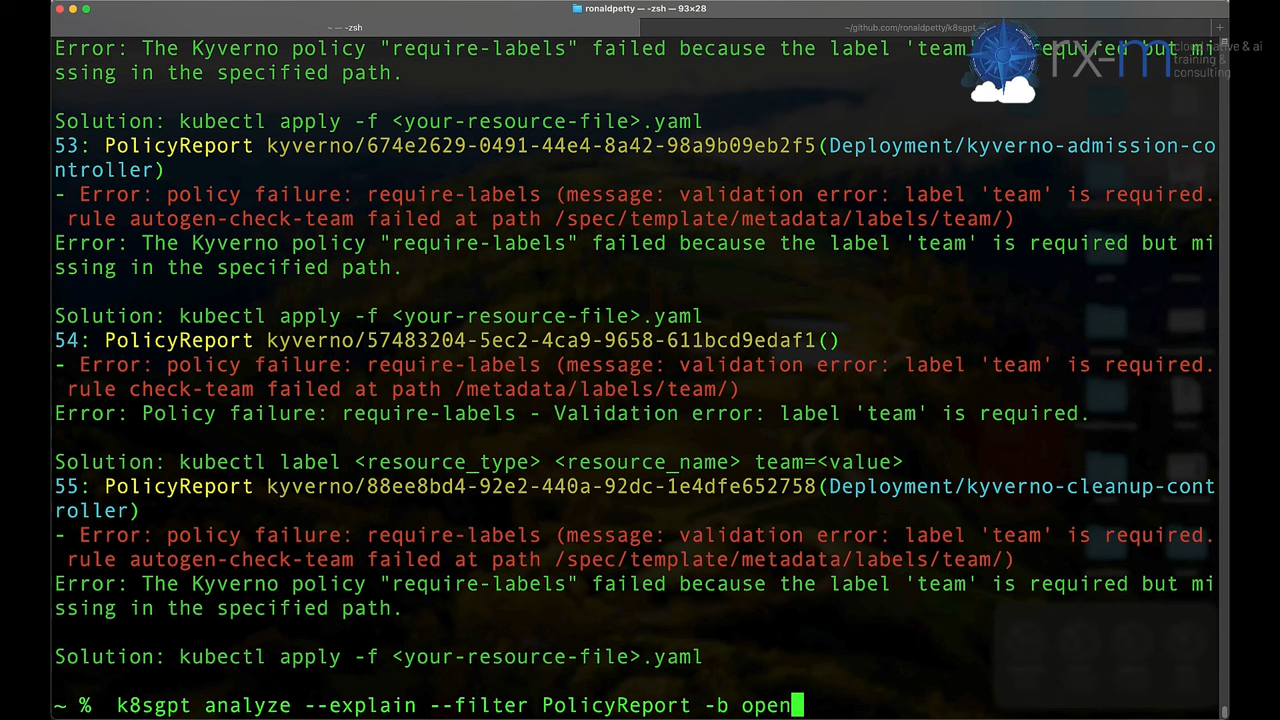 ronaldpetty — -zsh — 93×28
~ — -zsh
~/github.com/ronaldpetty/k8sgpt
+
Error: The Kyverno policy "require-labels" failed because the label 'team' required but mi
ssing in the specified path.
rx-m
cloud native & ai
training &
consulting
Solution: kubectl apply -f <your-resource-file>.yaml
53: PolicyReport kyverno/674e2629-0491-44e4-8a42-98a9b09eb2f5(Deployment/kyverno-admission-co
ntroller)
- Error: policy failure: require-labels (message: validation error: label 'team' is required.
rule autogen-check-team failed at path /spec/template/metadata/labels/team/)
Error: The Kyverno policy "require-labels" failed because the label 'team' is required but mi
ssing in the specified path.
Solution: kubectl apply -f <your-resource-file>.yaml
54: PolicyReport kyverno/57483204-5ec2-4ca9-9658-611bcd9edaf1()
- Error: policy failure: require-labels (message: validation error: label 'team' is required.
rule check-team failed at path /metadata/labels/team/)
Error: Policy failure: require-labels - Validation error: label 'team' is required.
Solution: kubectl label <resource_type> <resource_name> team=<value>
55: PolicyReport kyverno/88ee8bd4-92e2-440a-92dc-1e4dfe652758(Deployment/kyverno-cleanup-cont
roller)
- Error: policy failure: require-labels (message: validation error: label 'team' is required.
rule autogen-check-team failed at path /spec/template/metadata/labels/team/)
Error: The Kyverno policy "require-labels" failed because the label 'team' is required but mi
ssing in the specified path.
Solution: kubectl apply -f <your-resource-file>.yaml
~ % k8sgpt analyze --explain --filter PolicyReport -b open